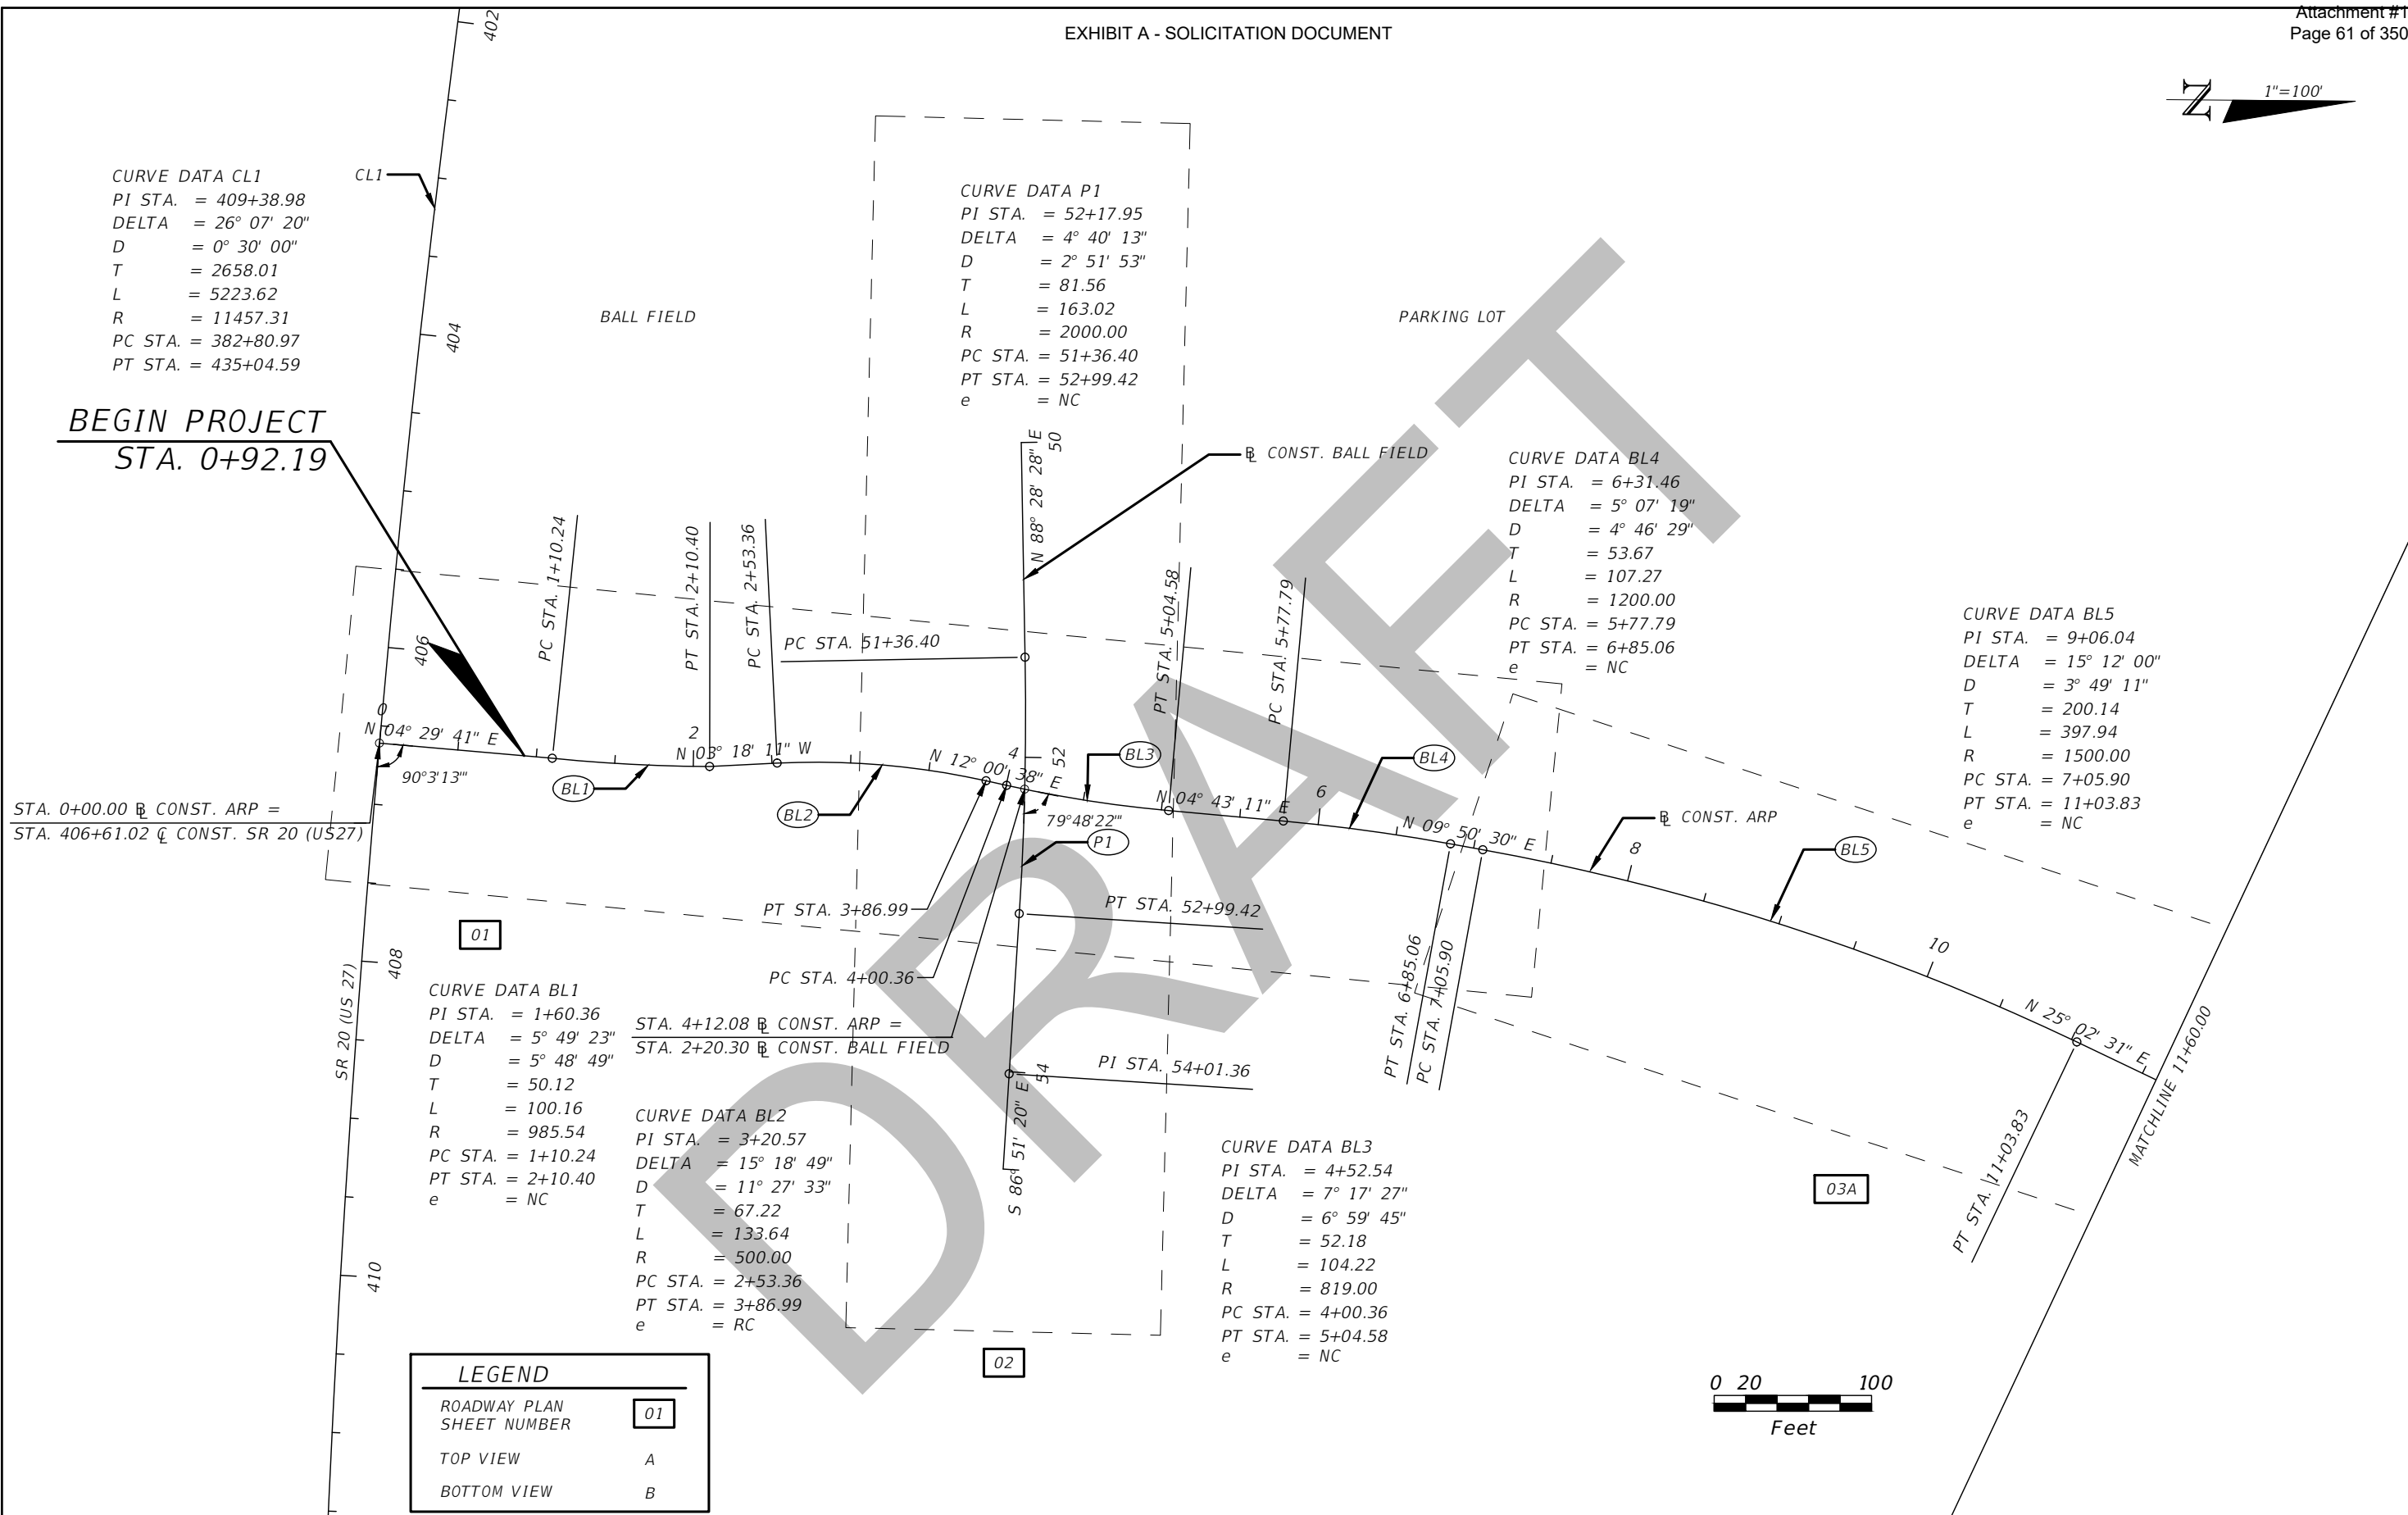 EXHIBIT A - SOLICITATION DOCUMENT
Attachment #1
Page 61 of 350
N
1"=100'
402
404
406
408
410
CURVE DATA CL1
PI STA. = 409+38.98
DELTA = 26° 07' 20"
D = 0° 30' 00"
T = 2658.01
L = 5223.62
R = 11457.31
PC STA. = 382+80.97
PT STA. = 435+04.59
CL1
BEGIN PROJECT
STA. 0+92.19
BALL FIELD
CURVE DATA P1
PI STA. = 52+17.95
DELTA = 4° 40' 13"
D = 2° 51' 53"
T = 81.56
L = 163.02
R = 2000.00
PC STA. = 51+36.40
PT STA. = 52+99.42
e = NC
PARKING LOT
N 88° 28' 28" E
50
52
54
B̲L CONST. BALL FIELD
CURVE DATA BL4
PI STA. = 6+31.46
DELTA = 5° 07' 19"
D = 4° 46' 29"
T = 53.67
L = 107.27
R = 1200.00
PC STA. = 5+77.79
PT STA. = 6+85.06
e = NC
CURVE DATA BL5
PI STA. = 9+06.04
DELTA = 15° 12' 00"
D = 3° 49' 11"
T = 200.14
L = 397.94
R = 1500.00
PC STA. = 7+05.90
PT STA. = 11+03.83
e = NC
PC STA. 1+10.24
PT STA. 2+10.40
PC STA. 2+53.36
PC STA. 51+36.40
PT STA. 5+04.58
PC STA. 5+77.79
0
N 04° 29' 41" E
90°3'13""
2
N 03° 18' 11" W
N 12° 00' 38" E
4
N 04° 43' 11" E
6
N 09° 50' 30" E
8
10
N 25° 02' 31" E
BL1
BL2
BL3
BL4
BL5
P1
79°48'22""
BL CONST. ARP
STA. 0+00.00 BL CONST. ARP =
STA. 406+61.02 CL CONST. SR 20 (US27)
PT STA. 3+86.99
PT STA. 52+99.42
PC STA. 4+00.36
STA. 4+12.08 BL CONST. ARP =
STA. 2+20.30 BL CONST. BALL FIELD
PI STA. 54+01.36
S 86° 51' 20" E
PT STA. 6+85.06
PC STA. 7+05.90
PT STA. 11+03.83
MATCHLINE 11+60.00
SR 20 (US 27)
01
02
03A
CURVE DATA BL1
PI STA. = 1+60.36
DELTA = 5° 49' 23"
D = 5° 48' 49"
T = 50.12
L = 100.16
R = 985.54
PC STA. = 1+10.24
PT STA. = 2+10.40
e = NC
CURVE DATA BL2
PI STA. = 3+20.57
DELTA = 15° 18' 49"
D = 11° 27' 33"
T = 67.22
L = 133.64
R = 500.00
PC STA. = 2+53.36
PT STA. = 3+86.99
e = RC
CURVE DATA BL3
PI STA. = 4+52.54
DELTA = 7° 17' 27"
D = 6° 59' 45"
T = 52.18
L = 104.22
R = 819.00
PC STA. = 4+00.36
PT STA. = 5+04.58
e = NC
LEGEND
ROADWAY PLAN
SHEET NUMBER 01
TOP VIEW A
BOTTOM VIEW B
0 20 100
Feet
DRAFT